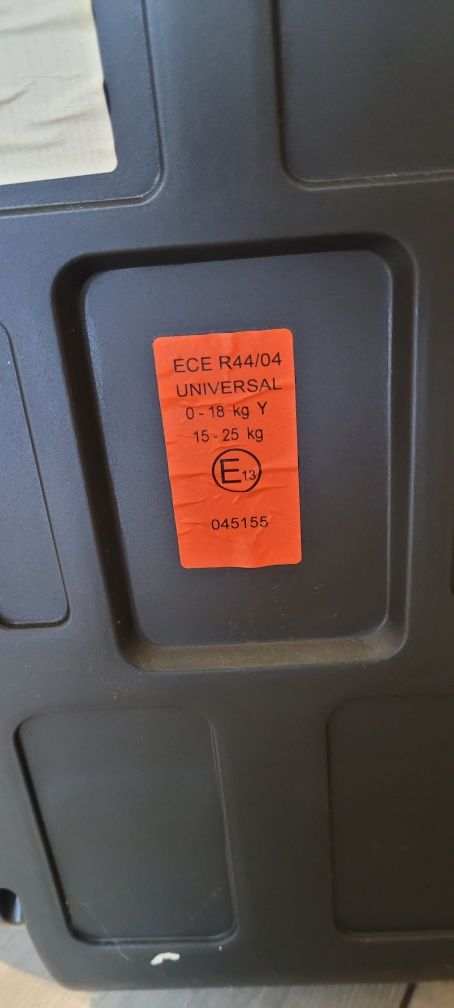 ECE R44/04
UNIVERSAL
0 - 18 kg Y
15 - 25 kg
E13
045155